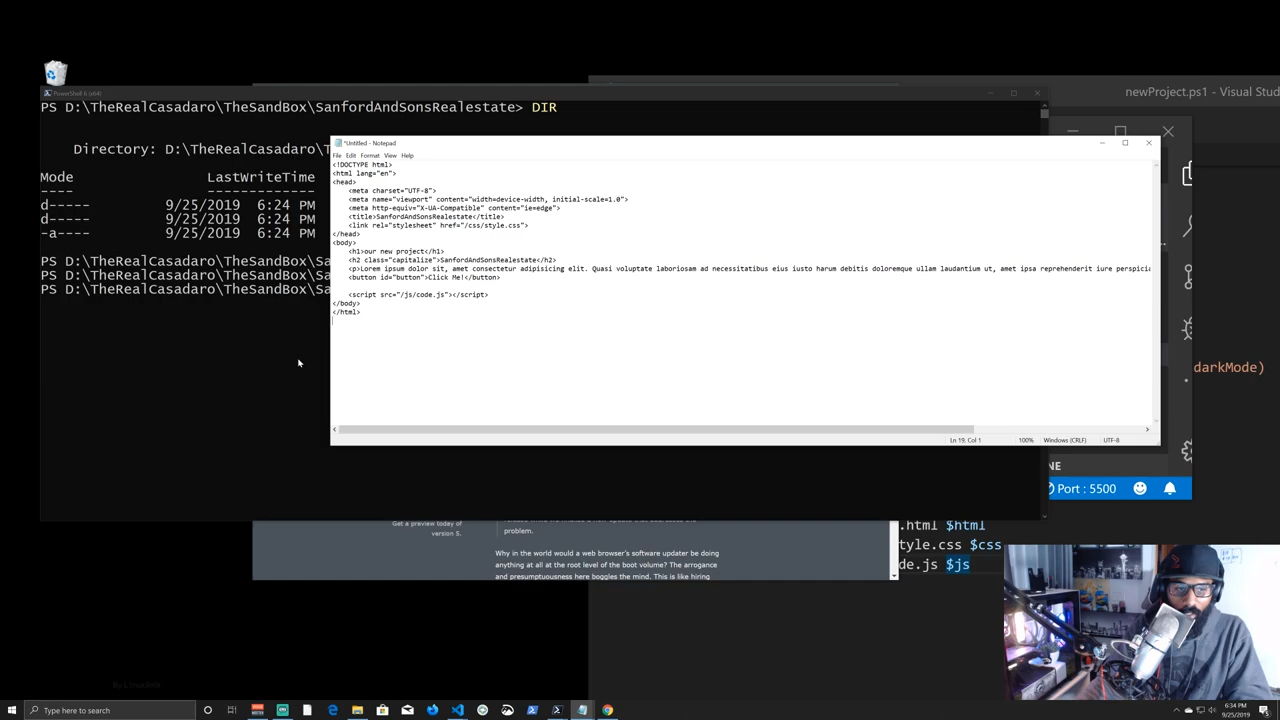 newProject.ps1 - Visual Stud
PowerShell 6 (x64)
PS D:\TheRealCasadaro\TheSandBox\SanfordAndSonsRealestate> DIR
Directory: D:\TheRealCasadaro\T
Mode LastWriteTime
---- -------------
d----- 9/25/2019 6:24 PM
d----- 9/25/2019 6:24 PM
-a---- 9/25/2019 6:24 PM
PS D:\TheRealCasadaro\TheSandBox\Sa
PS D:\TheRealCasadaro\TheSandBox\Sa
PS D:\TheRealCasadaro\TheSandBox\Sa
*Untitled - Notepad
File Edit Format View Help
<!DOCTYPE html>
<html lang="en">
<head>
<meta charset="UTF-8">
<meta name="viewport" content="width=device-width, initial-scale=1.0">
<meta http-equiv="X-UA-Compatible" content="ie=edge">
<title>SanfordAndSonsRealestate</title>
<link rel="stylesheet" href="/css/style.css">
</head>
<body>
<h1>our new project</h1>
<h2 class="capitalize">SanfordAndSonsRealestate</h2>
<p>Lorem ipsum dolor sit, amet consectetur adipisicing elit. Quasi voluptate laboriosam ad necessitatibus eius iusto harum debitis doloremque ullam laudantium ut, amet ipsa reprehenderit iure perspicia
<button id="button">Click Me!</button>
<script src="/js/code.js"></script>
</body>
</html>
Ln 19, Col 1 100% Windows (CRLF) UTF-8
darkMode)
NE
Port : 5500
.html $html
tyle.css $css
de.js $js
Get a preview today of
version 5.
problem.
Why in the world would a web browser's software updater be doing
anything at all at the root level of the boot volume? The arrogance
and presumptuousness here boggles the mind. This is like hiring
Type here to search
6:34 PM
9/25/2019